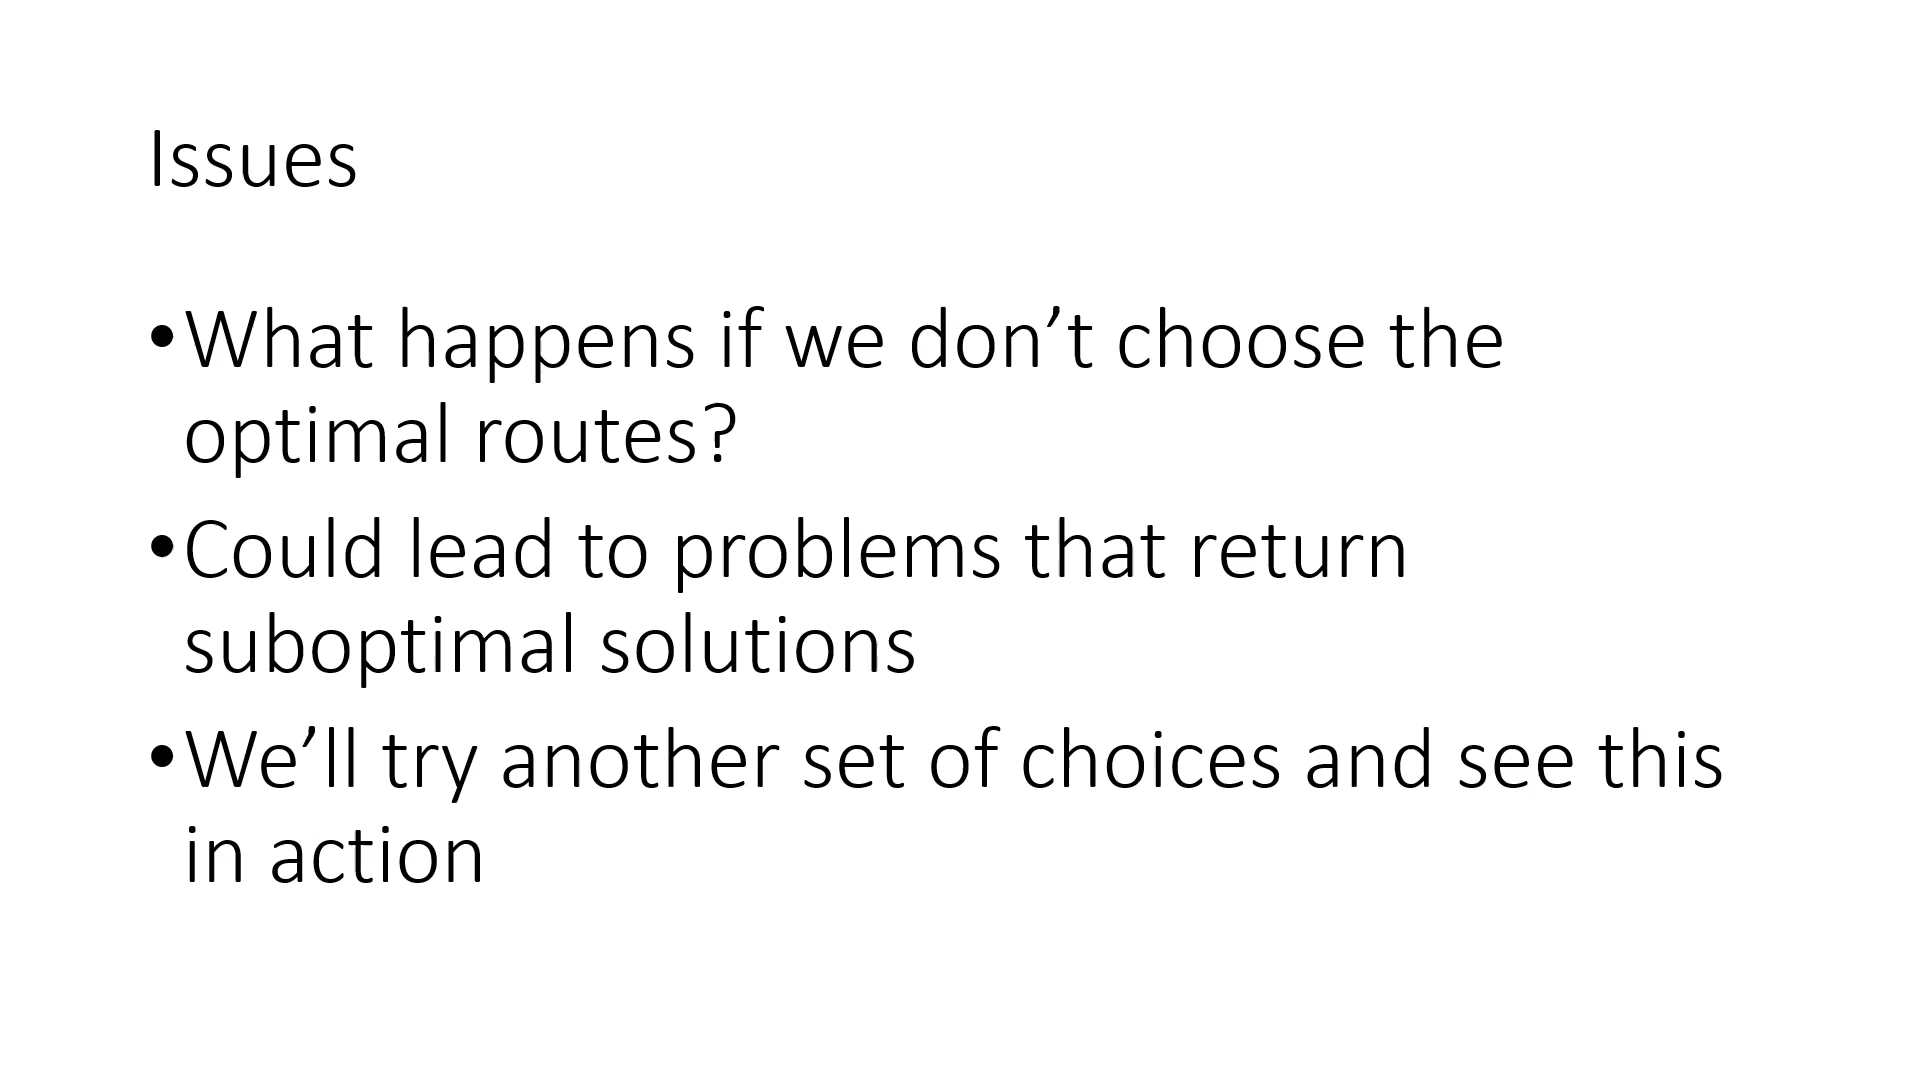 Issues
•What happens if we don’t choose the
optimal routes?
•Could lead to problems that return
suboptimal solutions
•We’ll try another set of choices and see this
in action